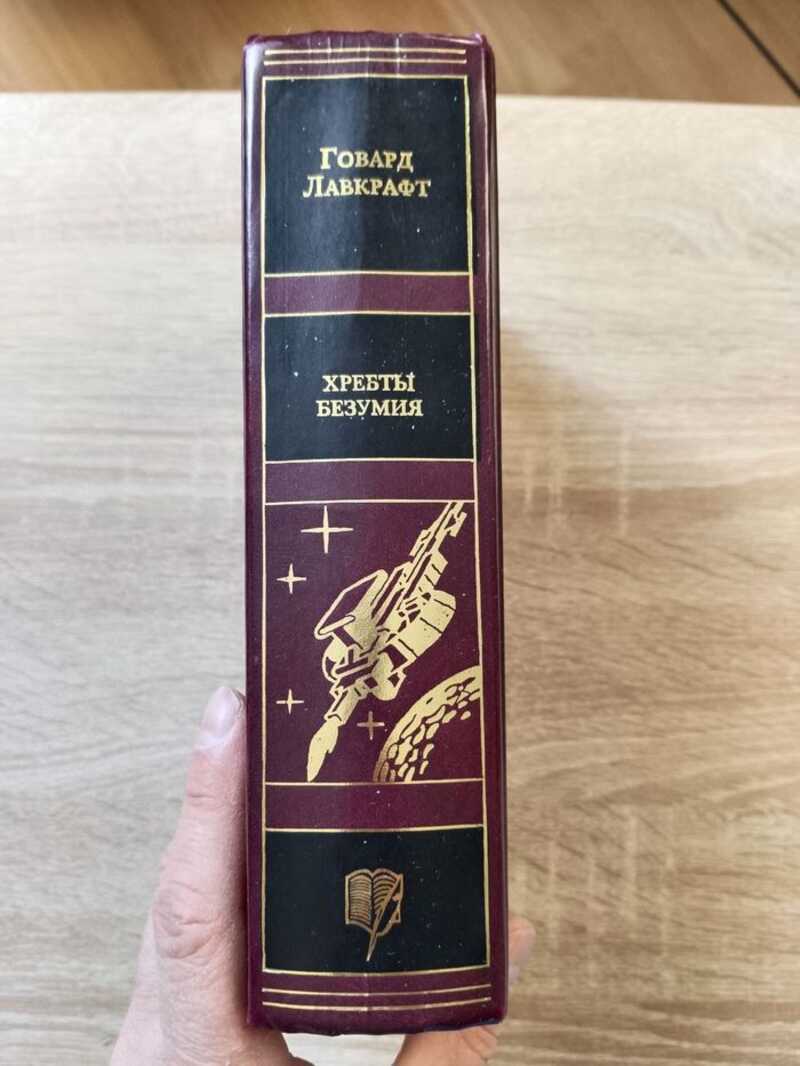 Говард
Лавкрафт
хребты
безумия